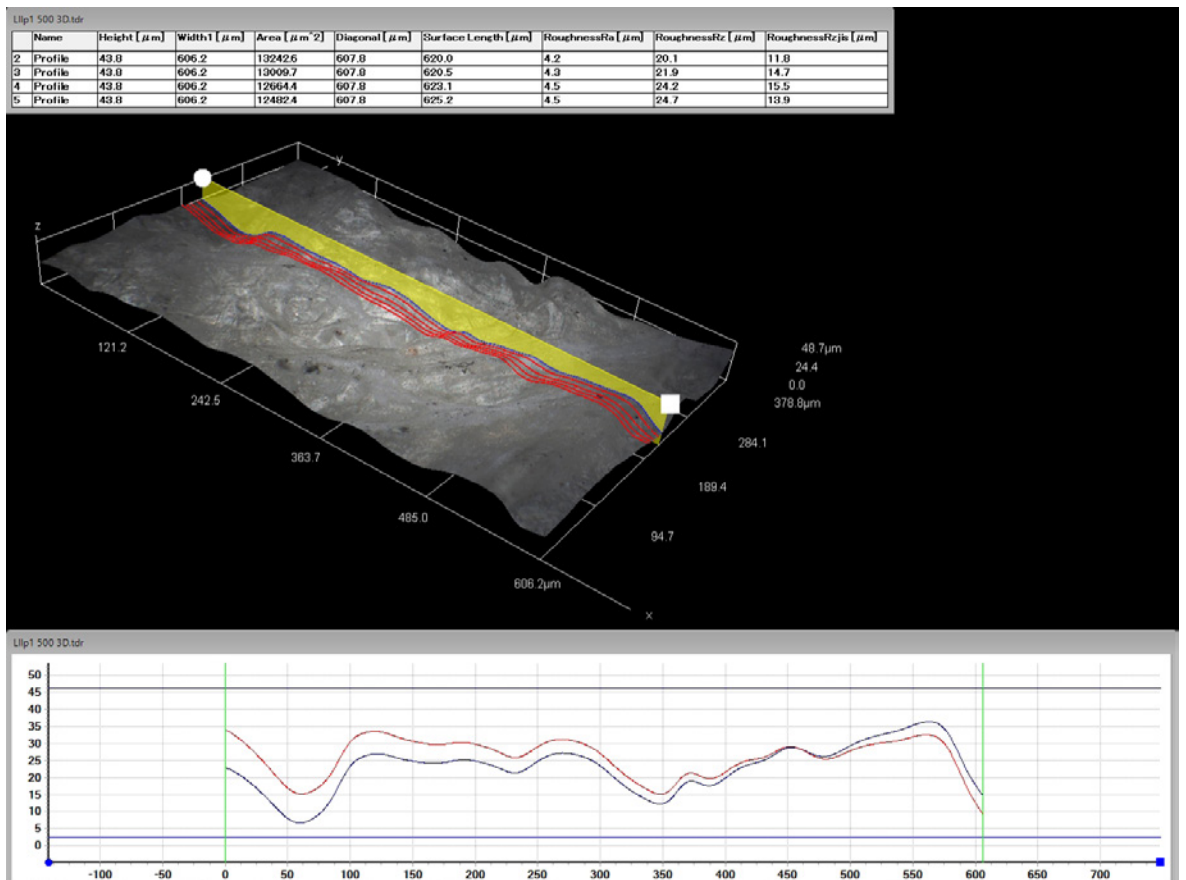 LIlp1 500 3D.tdr
Name Height [μm] Width1 [μm] Area [μm^2] Diagonal [μm] Surface Length [μm] RoughnessRa [μm] RoughnessRz [μm] RoughnessRzjis [μm]
2 Profile 43.8 606.2 13242.6 607.8 620.0 4.2 20.1 11.8
3 Profile 43.8 606.2 13009.7 607.8 620.5 4.3 21.9 14.7
4 Profile 43.8 606.2 12664.4 607.8 623.1 4.5 24.2 15.5
5 Profile 43.8 606.2 12482.4 607.8 625.2 4.5 24.7 13.9
y
z
121.2
242.5
363.7
485.0
606.2μm
x
48.7μm
24.4
0.0
378.8μm
284.1
189.4
94.7
LIlp1 500 3D.tdr
50
45
40
35
30
25
20
15
10
5
0
-100 -50 0 50 100 150 200 250 300 350 400 450 500 550 600 650 700